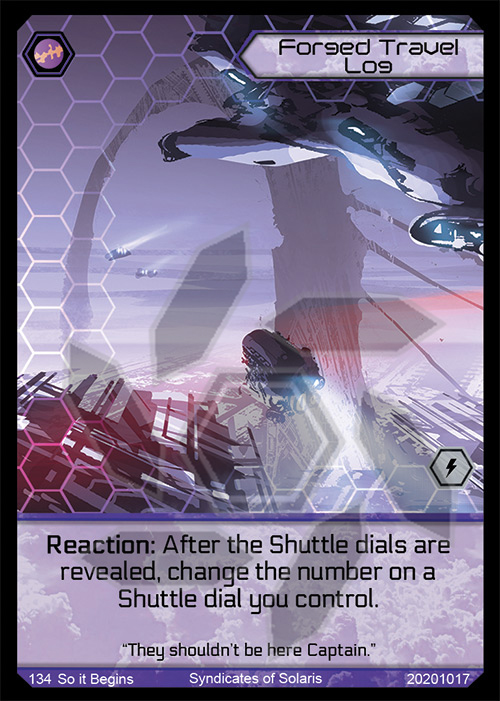 Forged Travel
Log
Reaction: After the Shuttle dials are
revealed, change the number on a
Shuttle dial you control.
“They shouldn't be here Captain.”
134 So it Begins Syndicates of Solaris 20201017